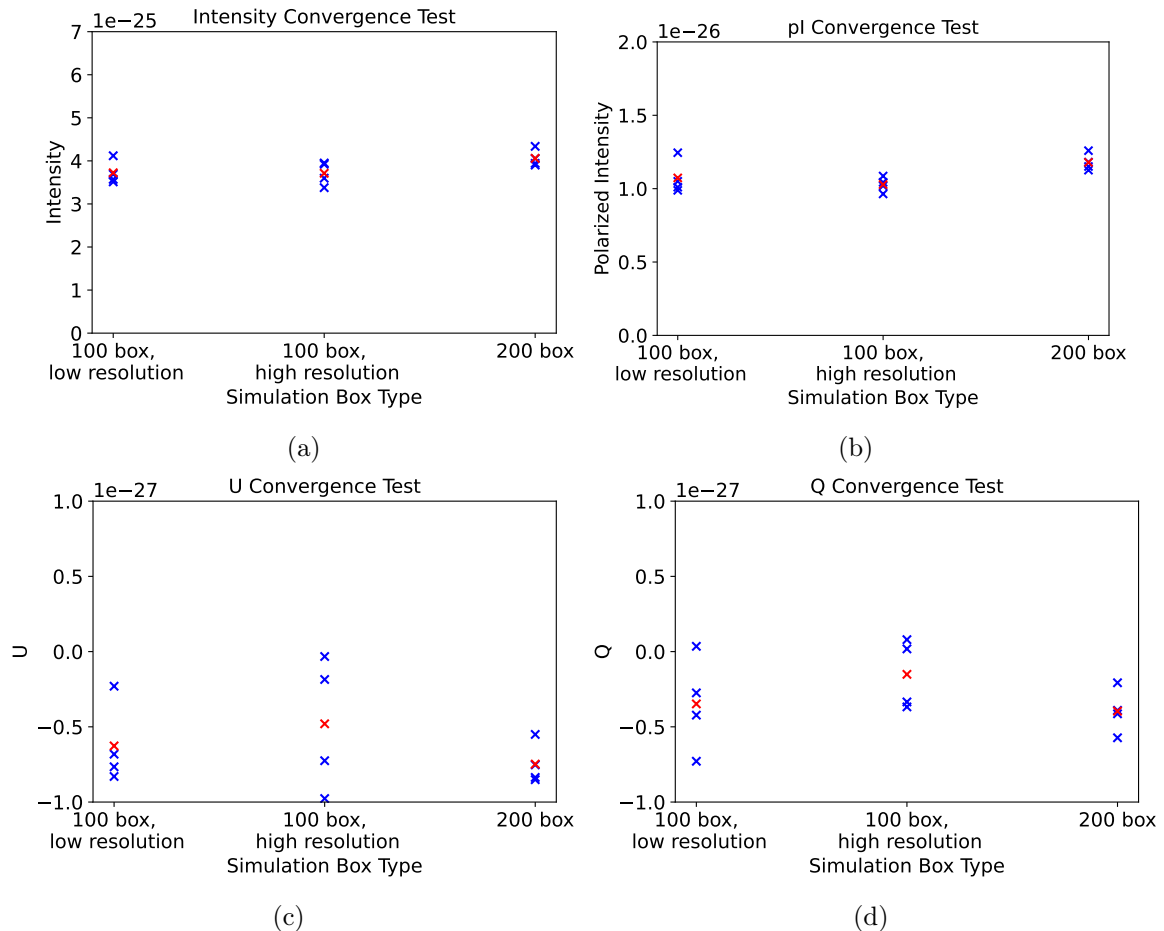 Intensity Convergence Test
1e−25
7
6
5
4
3
2
1
0
Intensity
100 box,
low resolution
100 box,
high resolution
200 box
Simulation Box Type
(a)
pI Convergence Test
1e−26
2.0
1.5
1.0
0.5
0.0
Polarized Intensity
100 box,
low resolution
100 box,
high resolution
200 box
Simulation Box Type
(b)
U Convergence Test
1e−27
1.0
0.5
0.0
−0.5
−1.0
U
100 box,
low resolution
100 box,
high resolution
200 box
Simulation Box Type
(c)
Q Convergence Test
1e−27
1.0
0.5
0.0
−0.5
−1.0
Q
100 box,
low resolution
100 box,
high resolution
200 box
Simulation Box Type
(d)